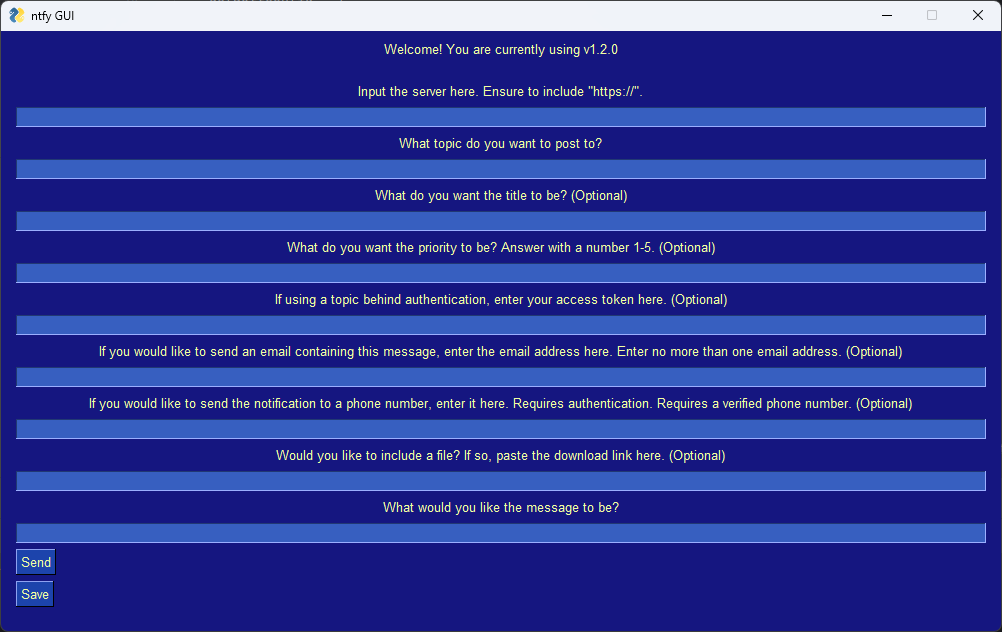 ntfy GUI
Welcome! You are currently using v1.2.0
Input the server here. Ensure to include "https://".
What topic do you want to post to?
What do you want the title to be? (Optional)
What do you want the priority to be? Answer with a number 1-5. (Optional)
If using a topic behind authentication, enter your access token here. (Optional)
If you would like to send an email containing this message, enter the email address here. Enter no more than one email address. (Optional)
If you would like to send the notification to a phone number, enter it here. Requires authentication. Requires a verified phone number. (Optional)
Would you like to include a file? If so, paste the download link here. (Optional)
What would you like the message to be?
Send
Save